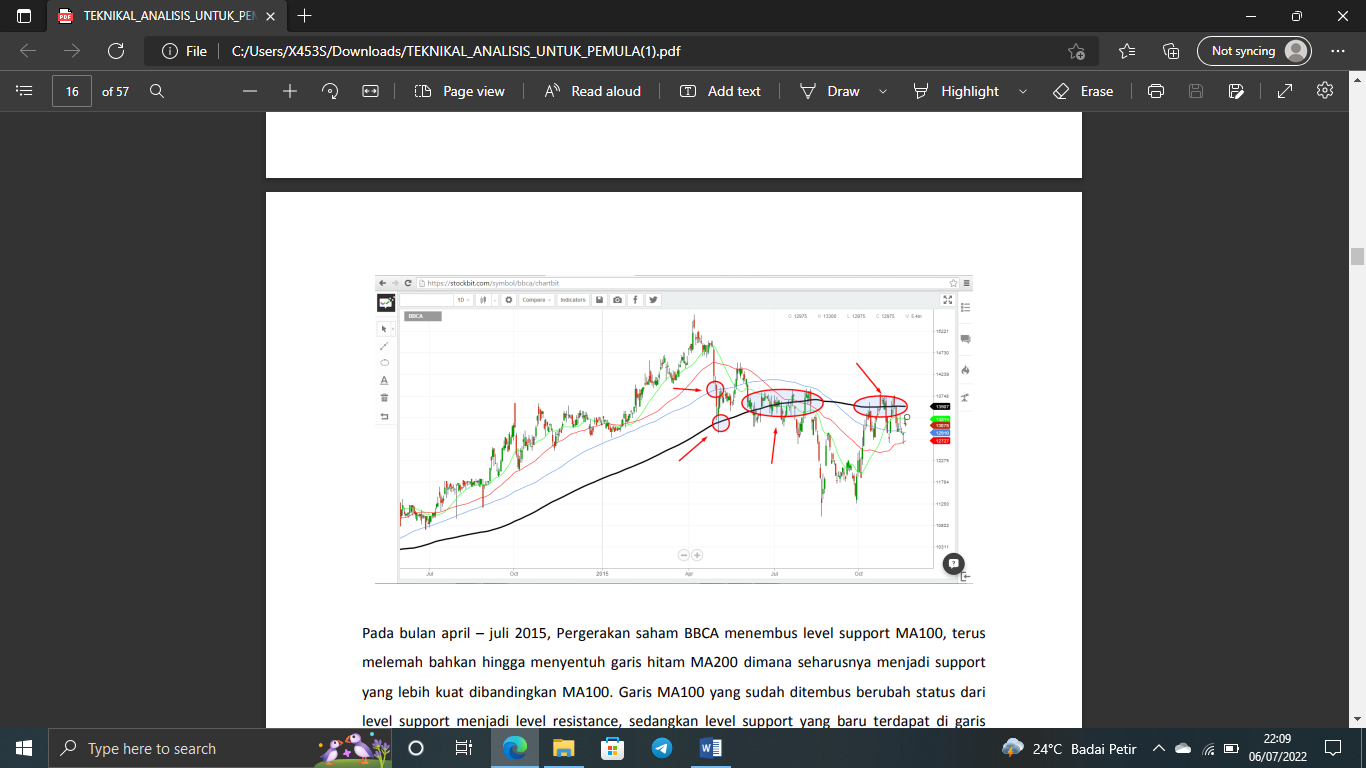 TEKNIKAL_ANALISIS_UNTUK_PEM
File C:/Users/X453S/Downloads/TEKNIKAL_ANALISIS_UNTUK_PEMULA(1).pdf
Not syncing
16 of 57
Page view
Read aloud
Add text
Draw
Highlight
Erase
https://stockbit.com/symbol/bbca/chartbit
1D
Compare
Indicators
BBCA
O: 12975 H: 13300 L: 12975 C: 12975 V: 5.4m
15221
14730
14239
13748
13507
12727
12275
11784
11293
10802
10311
Jul Oct 2015 Apr Jul Oct
Pada bulan april – juli 2015, Pergerakan saham BBCA menembus level support MA100, terus
melemah bahkan hingga menyentuh garis hitam MA200 dimana seharusnya menjadi support
yang lebih kuat dibandingkan MA100. Garis MA100 yang sudah ditembus berubah status dari
level support menjadi level resistance, sedangkan level support yang baru terdapat di garis
Type here to search
24°C Badai Petir
22:09
06/07/2022